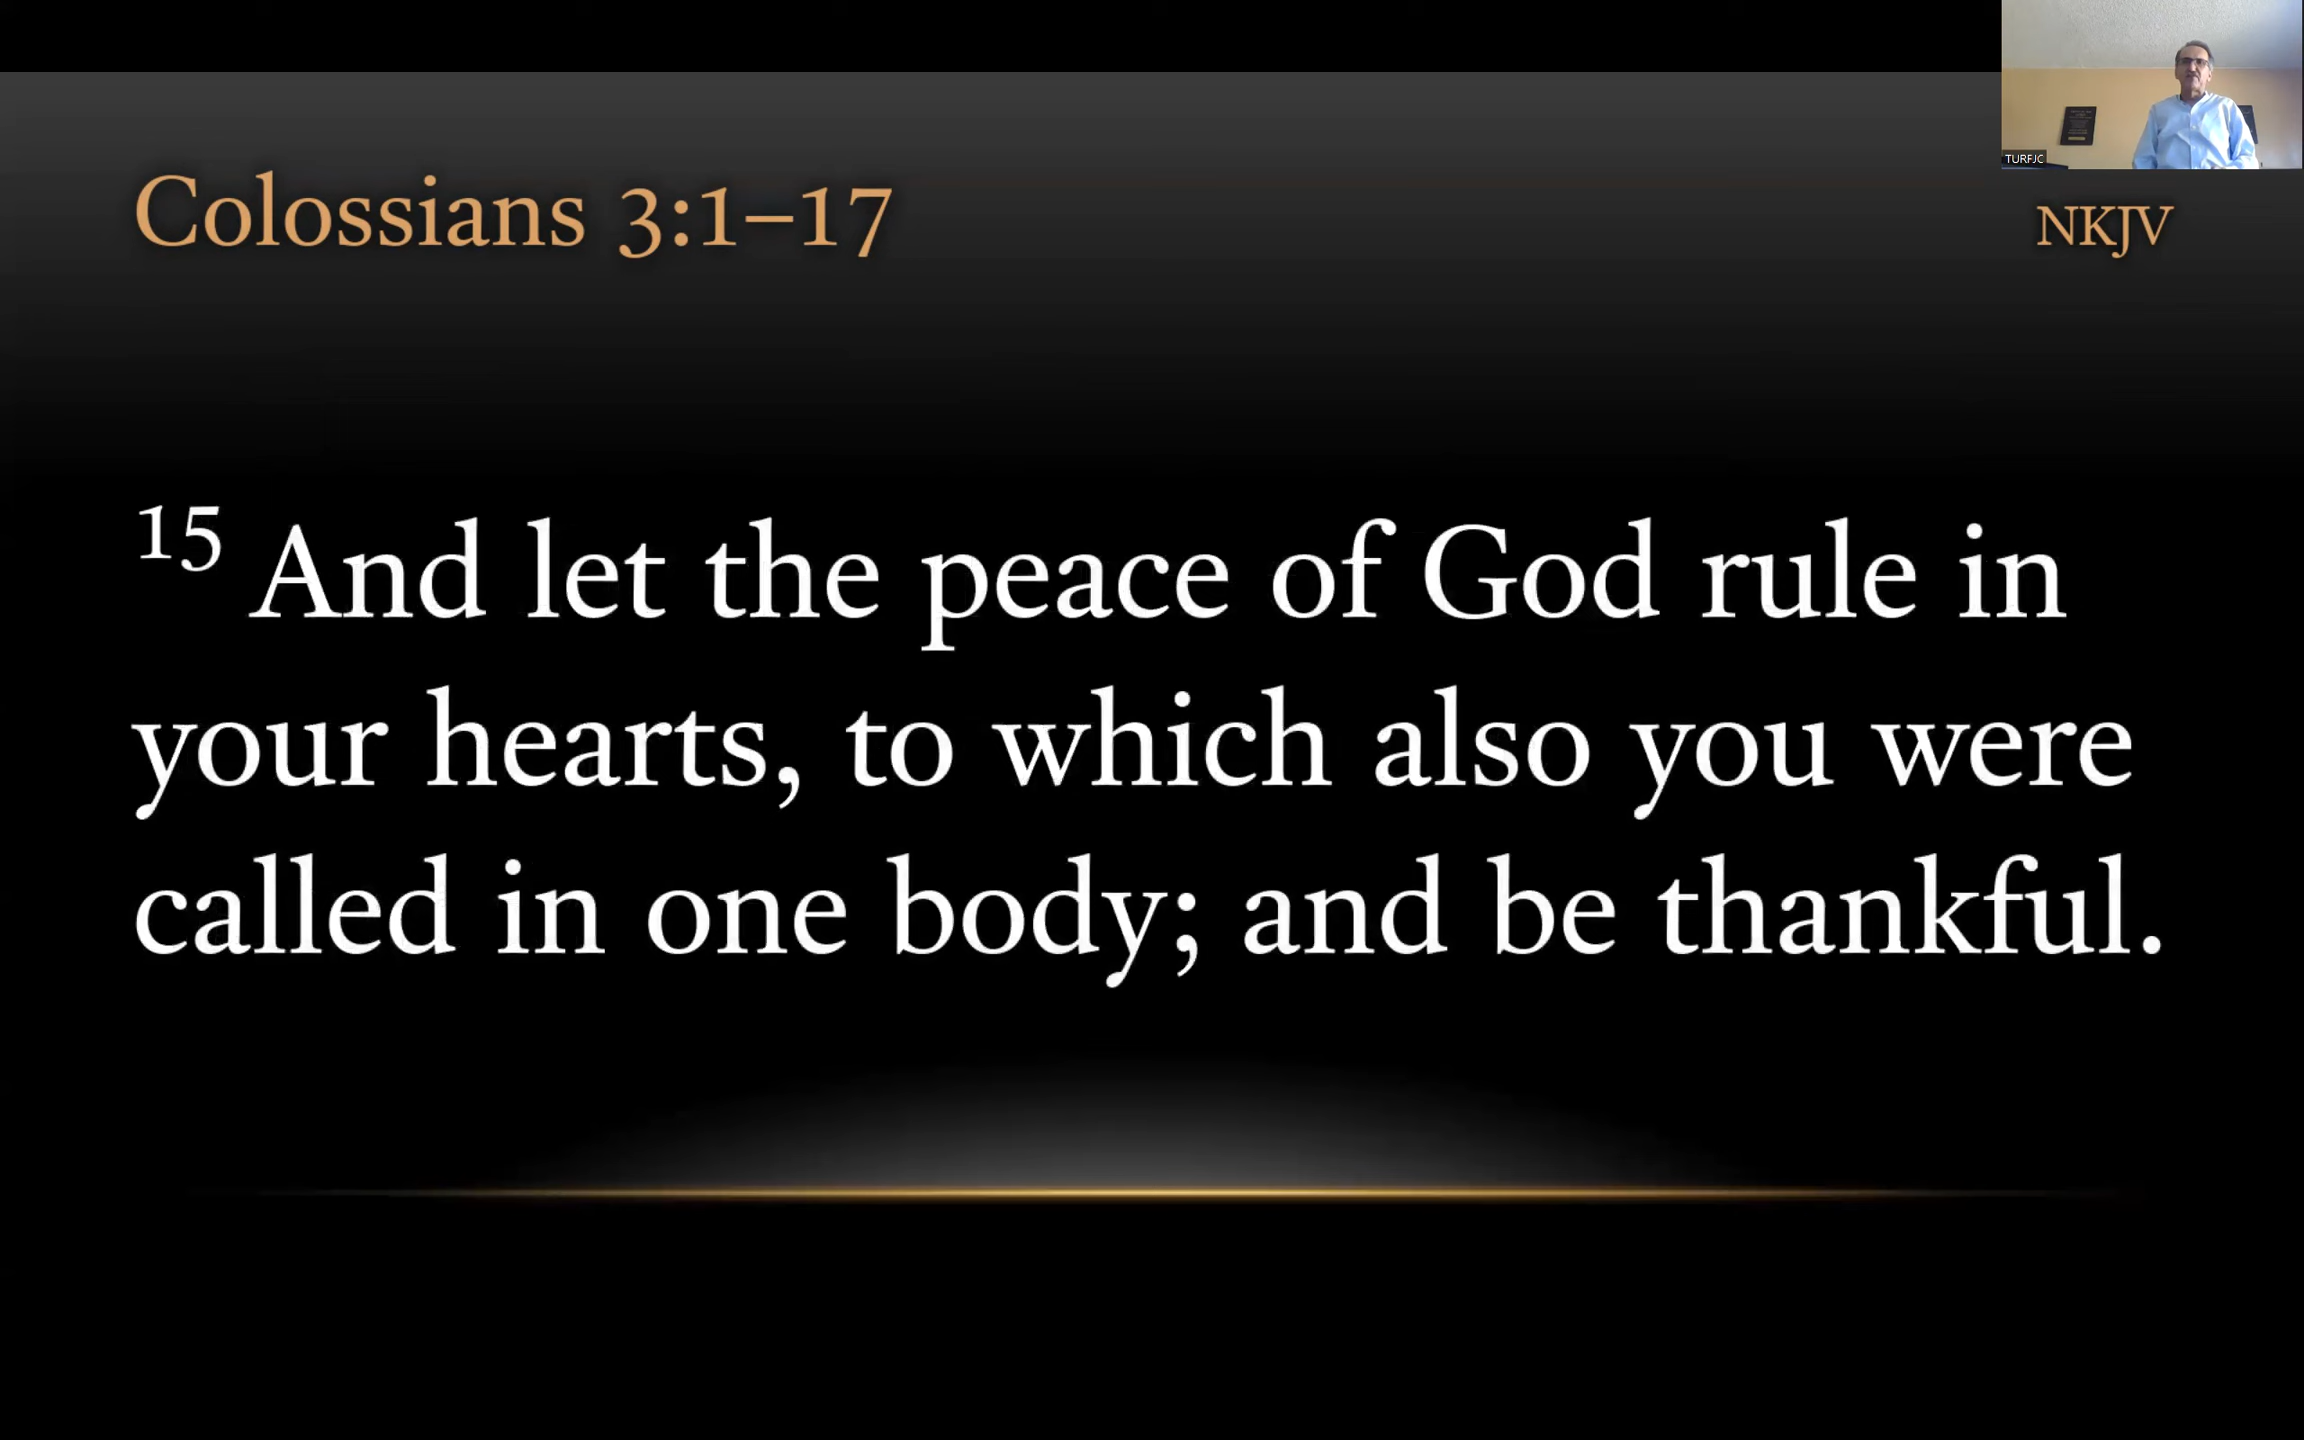 TURFJC
Colossians 3:1–17
NKJV
15 And let the peace of God rule in
your hearts, to which also you were
called in one body; and be thankful.